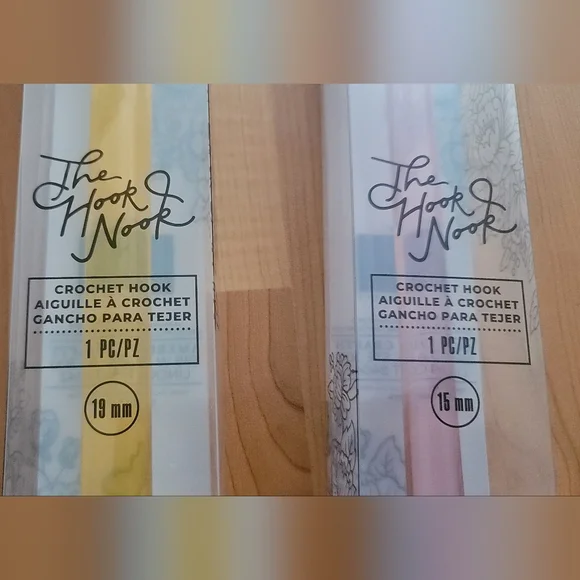 The
Hook &
Nook
CROCHET HOOK
AIGUILLE À CROCHET
GANCHO PARA TEJER
1 PC/PZ
19 mm
The
Hook &
Nook
CROCHET HOOK
AIGUILLE À CROCHET
GANCHO PARA TEJER
1 PC/PZ
15 mm